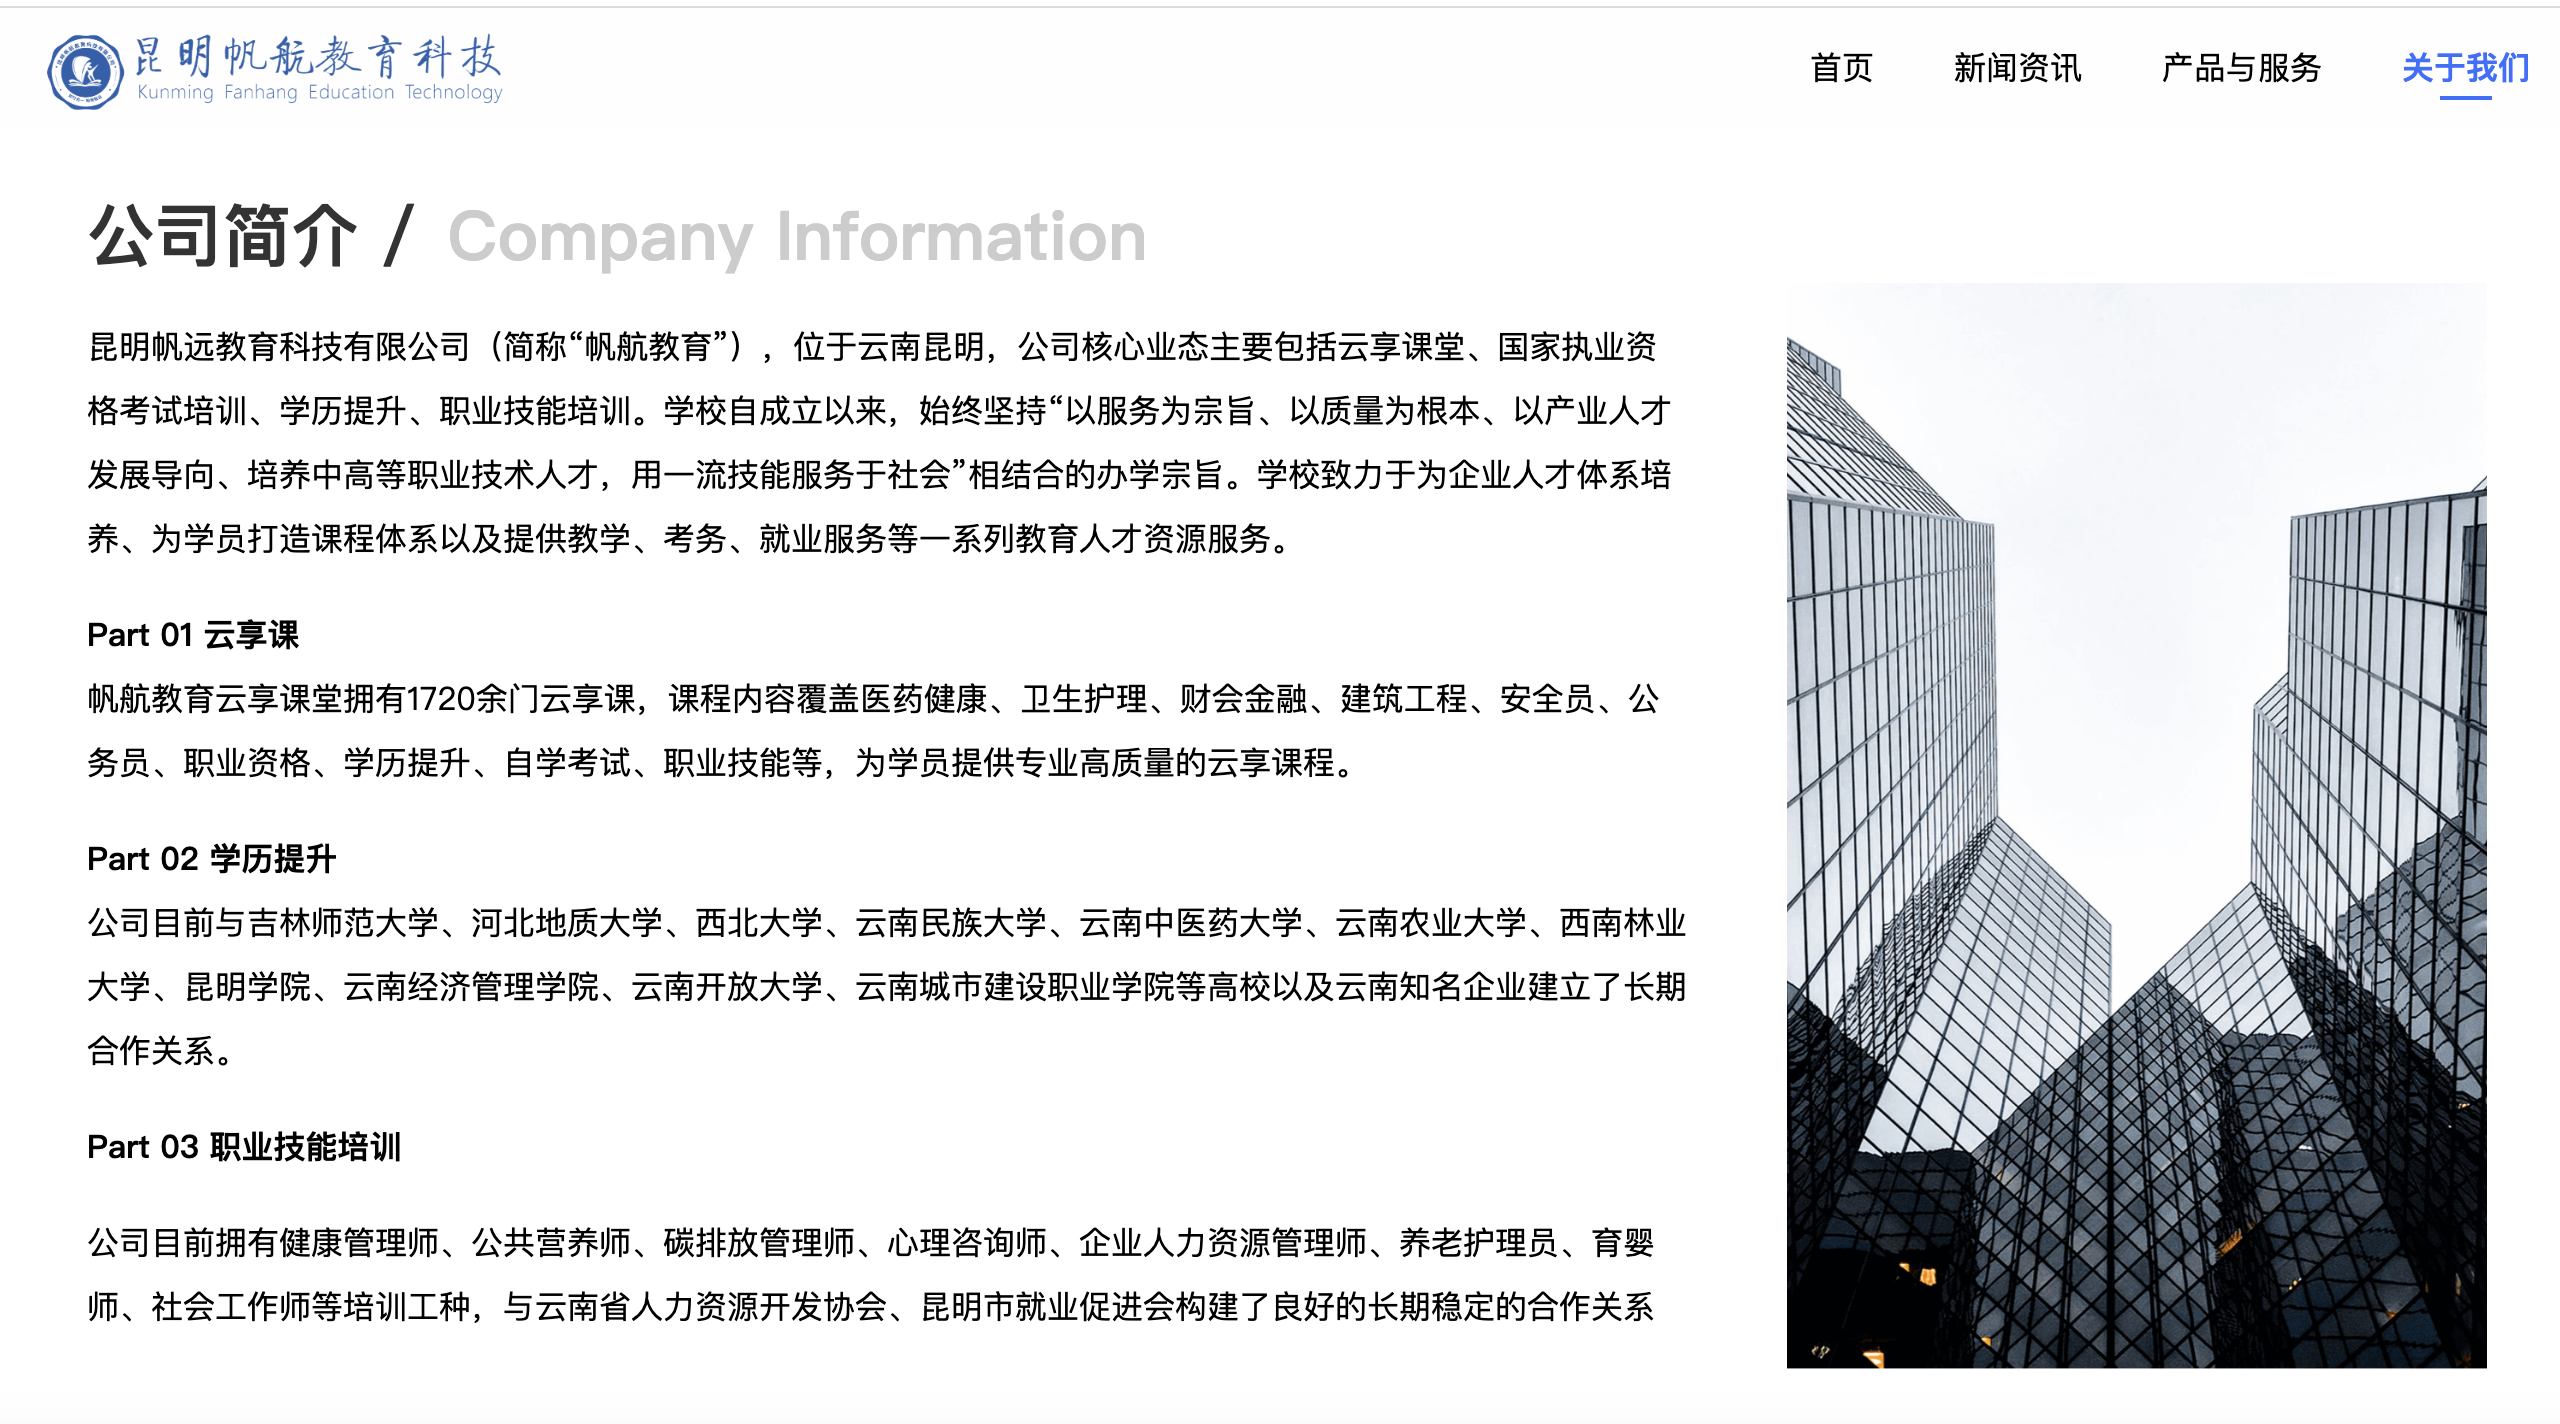 昆明帆航教育科技
Kunming Fanhang Education Technology
首页
新闻资讯
产品与服务
关于我们
公司简介 / Company Information
昆明帆远教育科技有限公司（简称“帆航教育”），位于云南昆明，公司核心业态主要包括云享课堂、国家执业资
格考试培训、学历提升、职业技能培训。学校自成立以来，始终坚持“以服务为宗旨、以质量为根本、以产业人才
发展导向、培养中高等职业技术人才，用一流技能服务于社会”相结合的办学宗旨。学校致力于为企业人才体系培
养、为学员打造课程体系以及提供教学、考务、就业服务等一系列教育人才资源服务。
Part 01 云享课
帆航教育云享课堂拥有1720余门云享课，课程内容覆盖医药健康、卫生护理、财会金融、建筑工程、安全员、公
务员、职业资格、学历提升、自学考试、职业技能等，为学员提供专业高质量的云享课程。
Part 02 学历提升
公司目前与吉林师范大学、河北地质大学、西北大学、云南民族大学、云南中医药大学、云南农业大学、西南林业
大学、昆明学院、云南经济管理学院、云南开放大学、云南城市建设职业学院等高校以及云南知名企业建立了长期
合作关系。
Part 03 职业技能培训
公司目前拥有健康管理师、公共营养师、碳排放管理师、心理咨询师、企业人力资源管理师、养老护理员、育婴
师、社会工作师等培训工种，与云南省人力资源开发协会、昆明市就业促进会构建了良好的长期稳定的合作关系